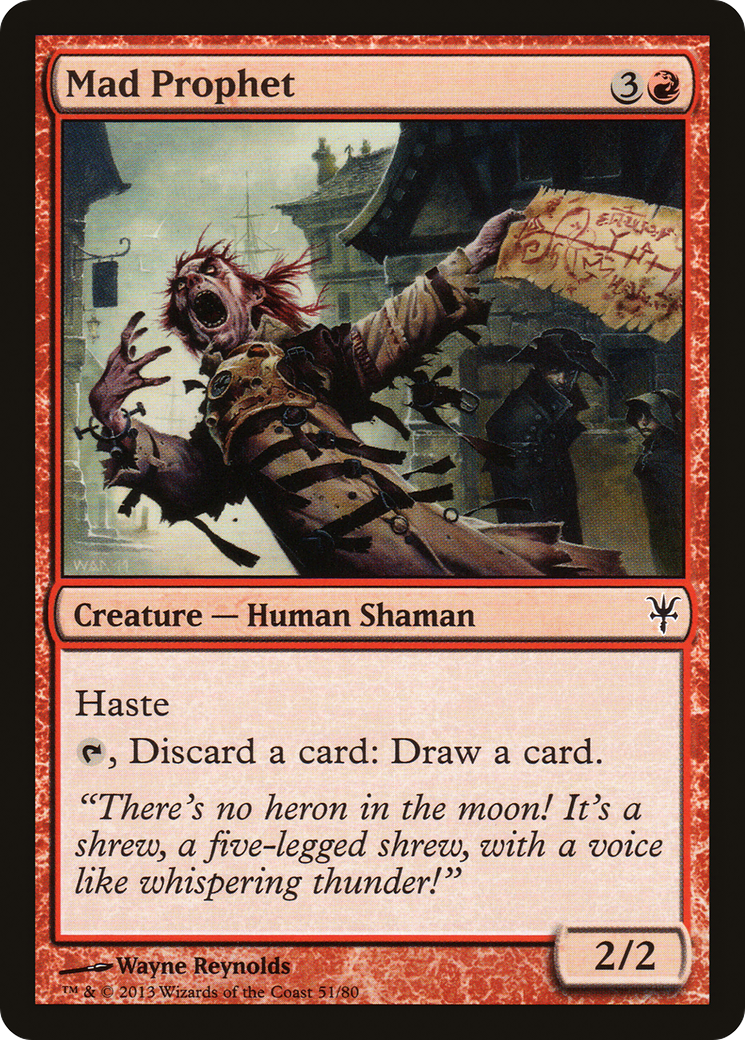 Mad Prophet
3
WAR 11
Creature — Human Shaman
Haste
, Discard a card: Draw a card.
“There's no heron in the moon! It's a
shrew, a five-legged shrew, with a voice
like whispering thunder!”
2/2
Wayne Reynolds
™ & © 2013 Wizards of the Coast 51/80